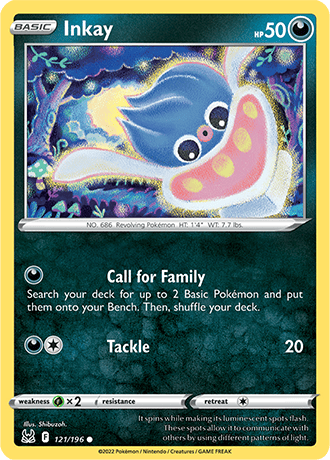 BASIC Inkay HP 50
NO. 686 Revolving Pokémon HT: 1'4" WT: 7.7 lbs.
Call for Family
Search your deck for up to 2 Basic Pokémon and put
them onto your Bench. Then, shuffle your deck.
Tackle 20
weakness ×2 resistance retreat
It spins while making its luminescent spots flash.
These spots allow it to communicate with
others by using different patterns of light.
Illus. Shibuzoh.
F 121/196
©2022 Pokémon / Nintendo / Creatures / GAME FREAK